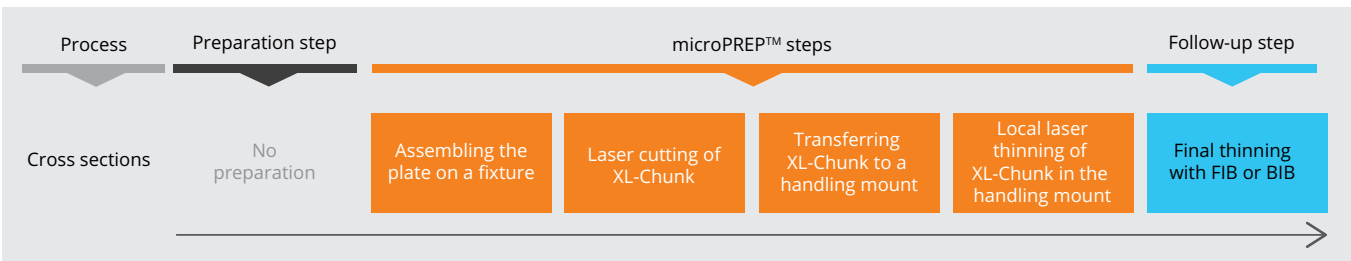 Process
Preparation step
microPREP™ steps
Follow-up step
Cross sections
No
preparation
Assembling the
plate on a fixture
Laser cutting of
XL-Chunk
Transferring
XL-Chunk to a
handling mount
Local laser
thinning of
XL-Chunk in the
handling mount
Final thinning
with FIB or BIB